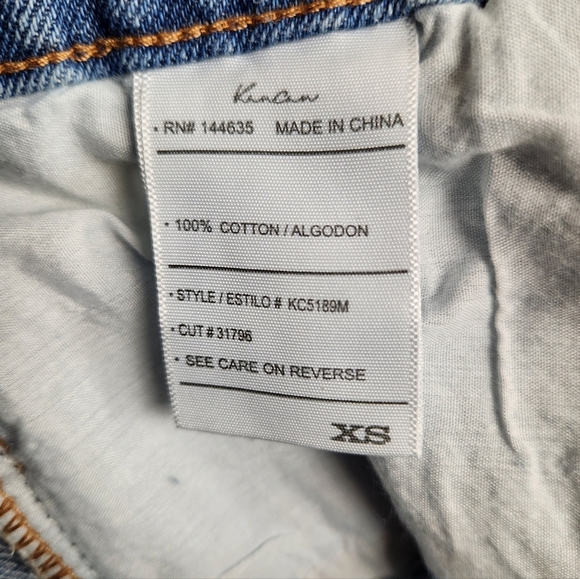 KanCan
· RN# 144635 MADE IN CHINA
· 100% COTTON / ALGODON
· STYLE / ESTILO # KC5189M
· CUT # 31796
· SEE CARE ON REVERSE
XS